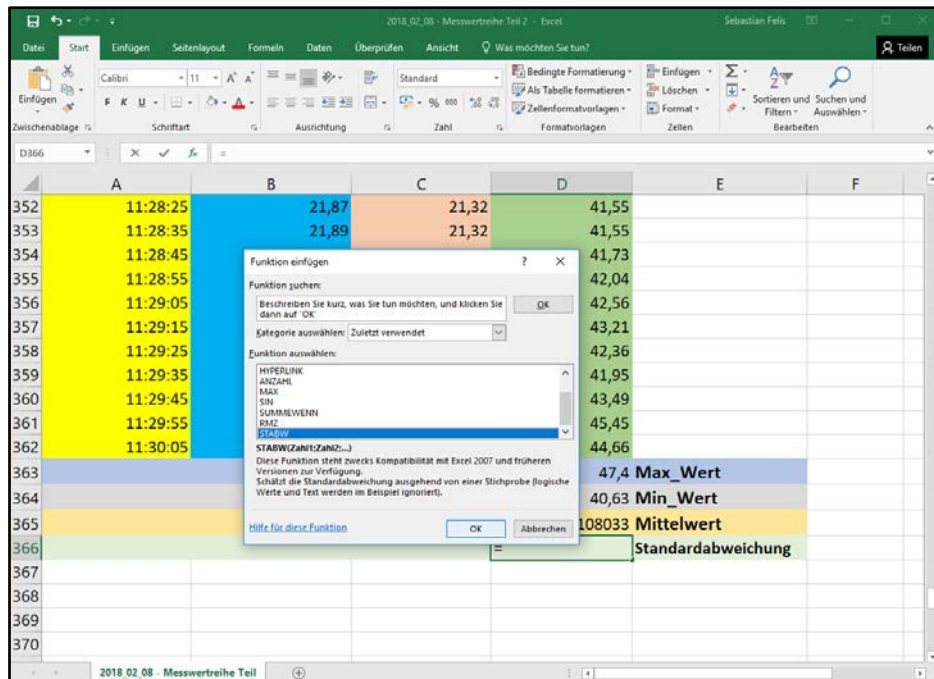 2018_02_08 - Messwertreihe Teil 2 - Excel
Sebastian Felis
Datei Start Einfügen Seitenlayout Formeln Daten Überprüfen Ansicht Was möchten Sie tun? Teilen
Einfügen
Calibri 11 A A
F K U A
Standard
% 000
Bedingte Formatierung
Als Tabelle formatieren
Zellenformatvorlagen
Einfügen
Löschen
Format
Σ
Sortieren und Filtern
Suchen und Auswählen
Zwischenablage Schriftart Ausrichtung Zahl Formatvorlagen Zellen Bearbeiten
D366 fx =
A B C D E F
352 11:28:25 21,87 21,32 41,55
353 11:28:35 21,89 21,32 41,55
354 11:28:45 41,73
355 11:28:55 42,04
356 11:29:05 42,56
357 11:29:15 43,21
358 11:29:25 42,36
359 11:29:35 41,95
360 11:29:45 43,49
361 11:29:55 45,45
362 11:30:05 44,66
363 47,4 Max_Wert
364 40,63 Min_Wert
365 108033 Mittelwert
366 = Standardabweichung
367
368
369
370
Funktion einfügen ? ×
Funktion suchen:
Beschreiben Sie kurz, was Sie tun möchten, und klicken Sie
dann auf 'OK'
OK
Kategorie auswählen: Zuletzt verwendet
Funktion auswählen:
HYPERLINK
ANZAHL
MAX
SIN
SUMMEWENN
RMZ
STABW
STABW(Zahl1;Zahl2;...)
Diese Funktion steht zwecks Kompatibilität mit Excel 2007 und früheren
Versionen zur Verfügung.
Schätzt die Standardabweichung ausgehend von einer Stichprobe (logische
Werte und Text werden im Beispiel ignoriert).
Hilfe für diese Funktion OK Abbrechen
2018_02_08 - Messwertreihe Teil